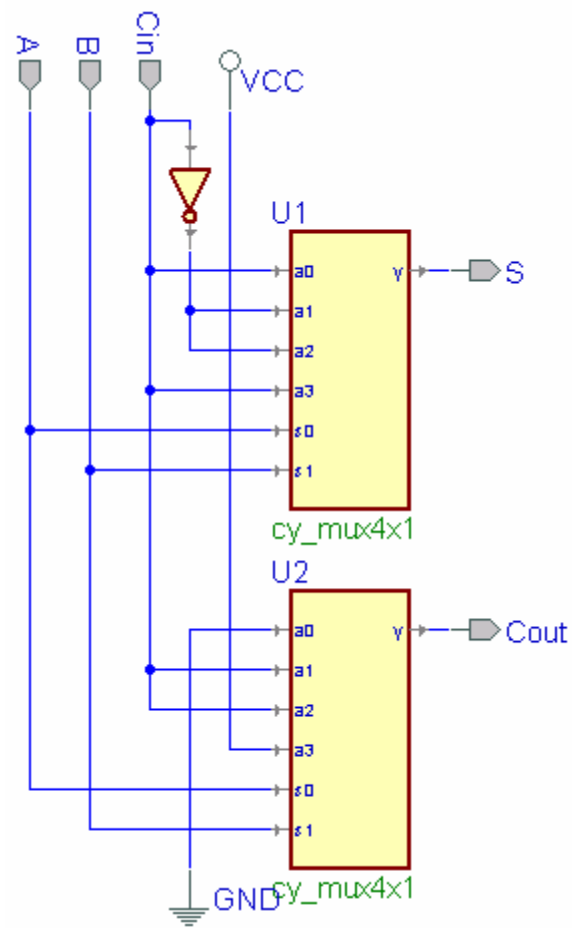 A
B
Cin
VCC
U1
a0
y
S
a1
a2
a3
s0
s1
cy_mux4x1
U2
a0
y
Cout
a1
a2
a3
s0
s1
GND
cy_mux4x1